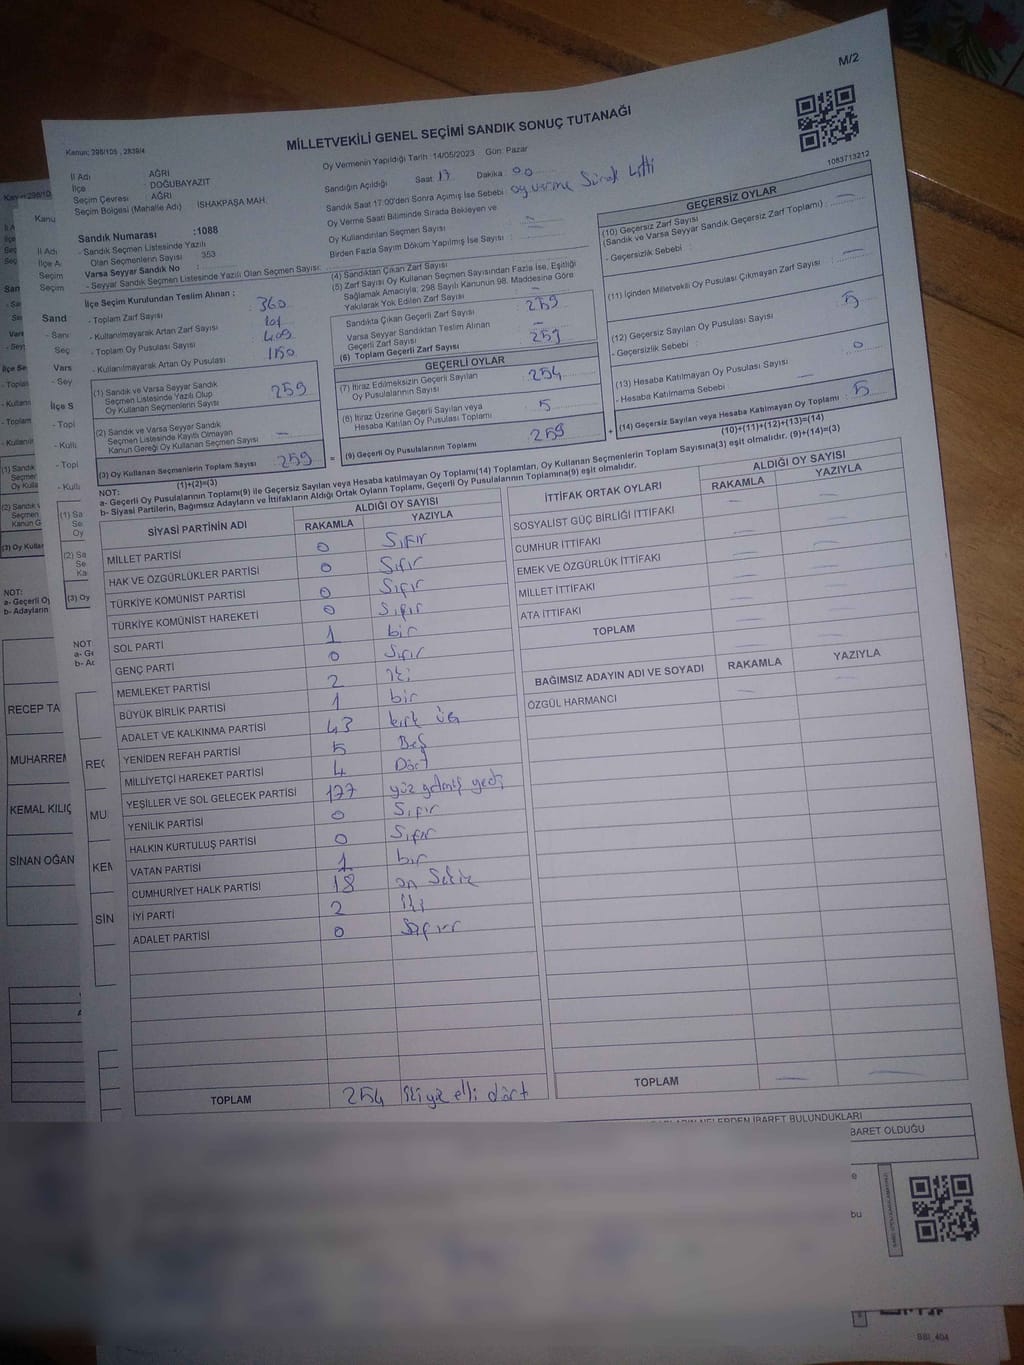 M/2
Kanun: 298/105 , 2839/4
MİLLETVEKİLİ GENEL SEÇİMİ SANDIK SONUÇ TUTANAĞI
Oy Vermenin Yapıldığı Tarih : 14/05/2023 Gün: Pazar
1083713212
İl Adı : AĞRI
İlçe : DOĞUBAYAZIT
Seçim Çevresi : AĞRI
Seçim Bölgesi (Mahalle Adı) : İSHAKPAŞA MAH.
Sandığın Açıldığı Saat: 17 Dakika : 00
Sandık Saat 17:00'den Sonra Açımış İse Sebebi : oy verme
Oy Verme Saati Bitiminde Sırada Bekleyen ve
Oy Kullandırılan Seçmen Sayısı
Birden Fazla Sayım Döküm Yapılmış İse Sayısı :
Sandık Numarası :1088
- Sandık Seçmen Listesinde Yazılı
Olan Seçmenlerin Sayısı : 353
Varsa Seyyar Sandık No :
- Seyyar Sandık Seçmen Listesinde Yazılı Olan Seçmen Sayısı:
İlçe Seçim Kurulundan Teslim Alınan :
- Toplam Zarf Sayısı : 360
- Kullanılmayarak Artan Zarf Sayısı : 101
- Toplam Oy Pusulası Sayısı : 409
- Kullanılmayarak Artan Oy Pusulası : 150
(1) Sandık ve Varsa Seyyar Sandık
Seçmen Listesinde Yazılı Olup
Oy Kullanan Seçmenlerin Sayısı : 259
(2) Sandık ve Varsa Seyyar Sandık
Seçmen Listesinde Kayıtlı Olmayan
Kanun Gereği Oy Kullanan Seçmen Sayısı : –
(3) Oy Kullanan Seçmenlerin Toplam Sayısı : 259
(1)+(2)=(3)
(4) Sandıktan Çıkan Zarf Sayısı
(5) Zarf Sayısı Oy Kullanan Seçmen Sayısından Fazla İse, Eşitliği
Sağlamak Amacıyla; 298 Sayılı Kanunun 98. Maddesina Göre
Yakılarak Yok Edilen Zarf Sayısı : –
Sandıkta Çıkan Geçerli Zarf Sayısı : 259
Varsa Seyyar Sandıktan Teslim Alınan
Geçerli Zarf Sayısı : –
(6) Toplam Geçerli Zarf Sayısı : 259
GEÇERLİ OYLAR
(7) İtiraz Edilmeksizin Geçerli Sayılan
Oy Pusulalarının Sayısı : 254
(8) İtiraz Üzerine Geçerli Sayılan veya
Hesaba Katılan Oy Pusulası Toplamı : 5
(9) Geçerli Oy Pusulalarının Toplamı : 259
GEÇERSİZ OYLAR
(10) Geçersiz Zarf Sayısı
(Sandık ve Varsa Seyyar Sandık Geçersiz Zarf Toplamı) : –
- Geçersizlik Sebebi :
(11) İçinden Milletvekili Oy Pusulası Çıkmayan Zarf Sayısı : –
(12) Geçersiz Sayılan Oy Pusulası Sayısı : 5
- Geçersizlik Sebebi :
(13) Hesaba Katılmayan Oy Pusulası Sayısı : 0
- Hesaba Katılmama Sebebi : –
(14) Geçersiz Sayılan veya Hesaba Katılmayan Oy Toplamı : 5
(10)+(11)+(12)+(13)=(14)
NOT:
a- Geçerli Oy Pusulalarının Toplamı(9) ile Geçersiz Sayılan veya Hesaba katılmayan Oy Toplamı(14) Toplamları, Oy Kullanan Seçmenlerin Toplam Sayısına(3) eşit olmalıdır. (9)+(14)=(3)
b- Siyasi Partilerin, Bağımsız Adayların ve İttifakların Aldığı Ortak Oyların Toplamı, Geçerli Oy Pusulalarının Toplamına(9) eşit olmalıdır.
SİYASİ PARTİNİN ADI ALDIĞI OY SAYISI
RAKAMLA YAZIYLA
MİLLET PARTİSİ 0 Sıfır
HAK VE ÖZGÜRLÜKLER PARTİSİ 0 Sıfır
TÜRKİYE KOMÜNİST PARTİSİ 0 Sıfır
TÜRKİYE KOMÜNİST HAREKETİ 0 Sıfır
SOL PARTİ 1 bir
GENÇ PARTİ 0 Sıfır
MEMLEKET PARTİSİ 2 iki
BÜYÜK BİRLİK PARTİSİ 1 bir
ADALET VE KALKINMA PARTİSİ 43 kırk üç
YENİDEN REFAH PARTİSİ 5 Beş
MİLLİYETÇİ HAREKET PARTİSİ 4 Dört
YEŞİLLER VE SOL GELECEK PARTİSİ 177 yüz yetmiş yedi
YENİLİK PARTİSİ 0 Sıfır
HALKIN KURTULUŞ PARTİSİ 0 Sıfır
VATAN PARTİSİ 1 bir
CUMHURİYET HALK PARTİSİ 18 on Sekiz
İYİ PARTİ 2 iki
ADALET PARTİSİ 0 Sıfır
TOPLAM 254 ikiyüz elli dört
İTTİFAK ORTAK OYLARI ALDIĞI OY SAYISI
RAKAMLA YAZIYLA
SOSYALİST GÜÇ BİRLİĞİ İTTİFAKI – –
CUMHUR İTTİFAKI – –
EMEK VE ÖZGÜRLÜK İTTİFAKI – –
MİLLET İTTİFAKI – –
ATA İTTİFAKI – –
TOPLAM – –
BAĞIMSIZ ADAYIN ADI VE SOYADI RAKAMLA YAZIYLA
ÖZGÜL HARMANCI – –
TOPLAM – –
NELERDEN İBARET BULUNDUKLARI
BARET OLDUĞU
RECEP TA
MUHARREM
KEMAL KILIÇ
SİNAN OĞAN
SBİ_404